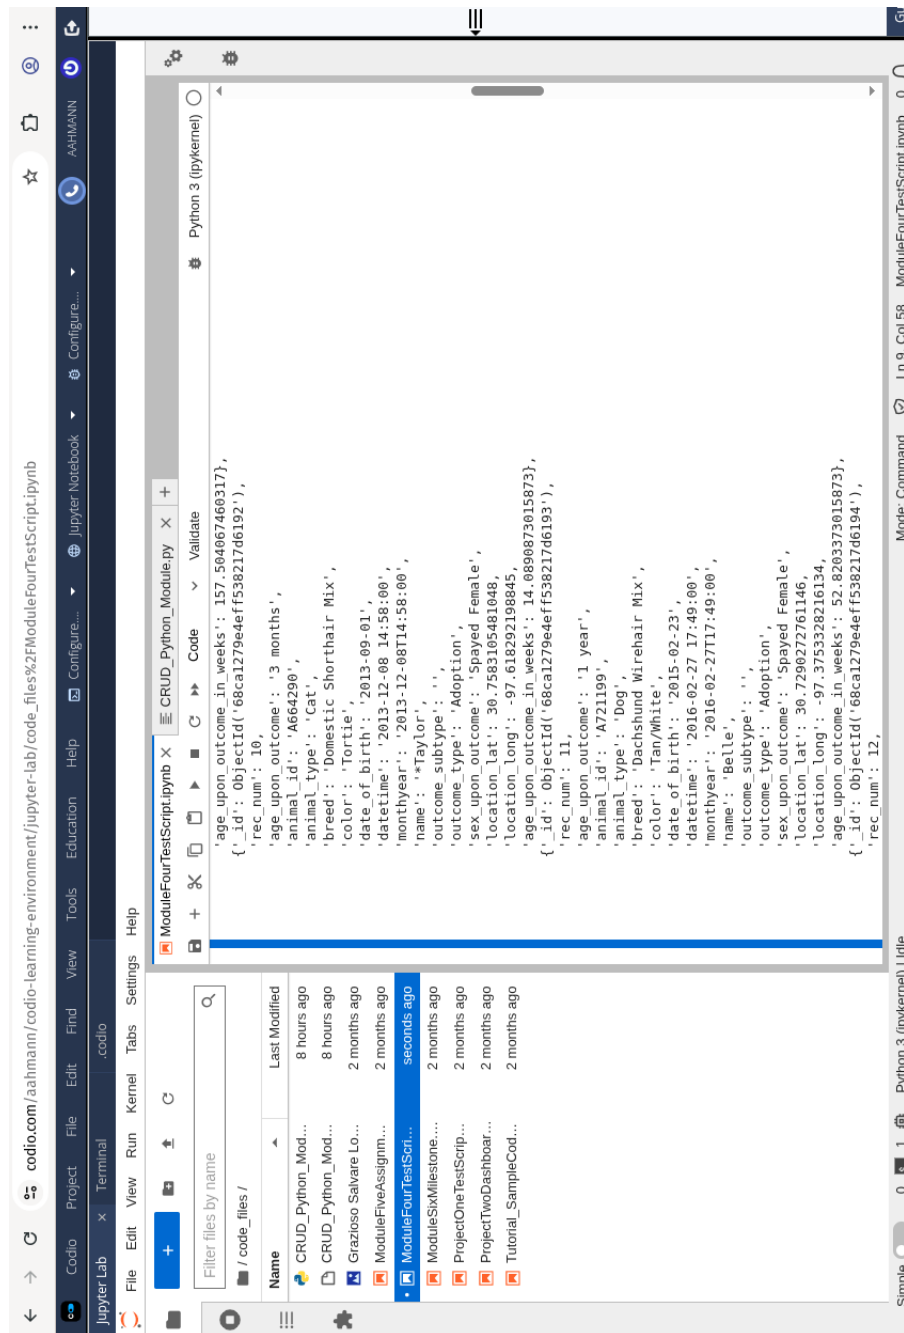 codio.com/aahmann/codio-learning-environment/jupyter-lab/code_files%2FModuleFourTestScript.ipynb
Codio Project File Edit Find View Tools Education Help Configure.... Jupyter Notebook Configure.... AAHMANN
Jupyter Lab × Terminal .codio
File Edit View Run Kernel Tabs Settings Help
+
Filter files by name
/ code_files /
Name Last Modified
CRUD_Python_Mod... 8 hours ago
CRUD_Python_Mod... 8 hours ago
Grazioso Salvare Lo... 2 months ago
ModuleFiveAssignm... 2 months ago
ModuleFourTestScri... seconds ago
ModuleSixMilestone.... 2 months ago
ProjectOneTestScrip... 2 months ago
ProjectTwoDashboar... 2 months ago
Tutorial_SampleCod... 2 months ago
ModuleFourTestScript.ipynb × CRUD_Python_Module.py × +
Code Validate Python 3 (ipykernel)
'age_upon_outcome_in_weeks': 157.504067460317},
{'_id': ObjectId('68ca1279e4eff538217d6192'),
'rec_num': 10,
'age_upon_outcome': '3 months',
'animal_id': 'A664290',
'animal_type': 'Cat',
'breed': 'Domestic Shorthair Mix',
'color': 'Tortie',
'date_of_birth': '2013-09-01',
'datetime': '2013-12-08 14:58:00',
'monthyear': '2013-12-08T14:58:00',
'name': '*Taylor',
'outcome_subtype': '',
'outcome_type': 'Adoption',
'sex_upon_outcome': 'Spayed Female',
'location_lat': 30.7583105481048,
'location_long': -97.618292198845,
'age_upon_outcome_in_weeks': 14.0890873015873},
{'_id': ObjectId('68ca1279e4eff538217d6193'),
'rec_num': 11,
'age_upon_outcome': '1 year',
'animal_id': 'A721199',
'animal_type': 'Dog',
'breed': 'Dachshund Wirehair Mix',
'color': 'Tan/White',
'date_of_birth': '2015-02-23',
'datetime': '2016-02-27 17:49:00',
'monthyear': '2016-02-27T17:49:00',
'name': 'Belle',
'outcome_subtype': '',
'outcome_type': 'Adoption',
'sex_upon_outcome': 'Spayed Female',
'location_lat': 30.7290272761146,
'location_long': -97.3753328216134,
'age_upon_outcome_in_weeks': 52.8203373015873},
{'_id': ObjectId('68ca1279e4eff538217d6194'),
'rec_num': 12,
Simple 0 1 Python 3 (ipykernel) | Idle Mode: Command Ln 9, Col 58 ModuleFourTestScript.ipynb 0